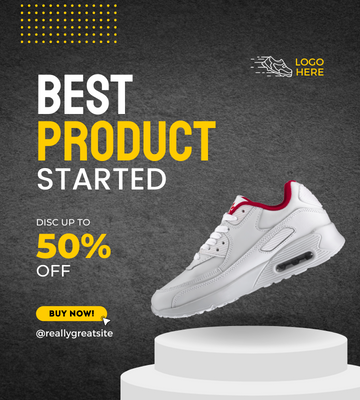 LOGO
HERE
BEST
PRODUCT
STARTED
DISC UP TO
50%
OFF
BUY NOW!
@reallygreatsite